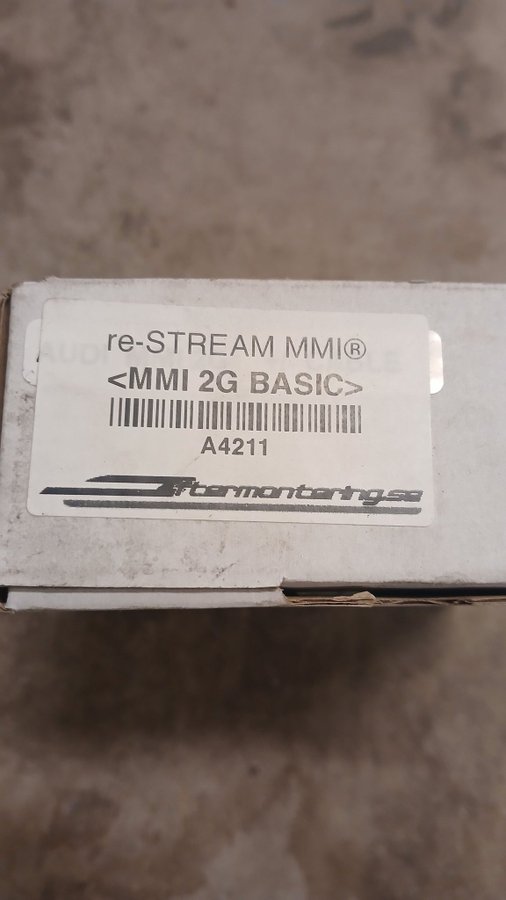 re-STREAM MMI®
<MMI 2G BASIC>
A4211
Eftermontering.se